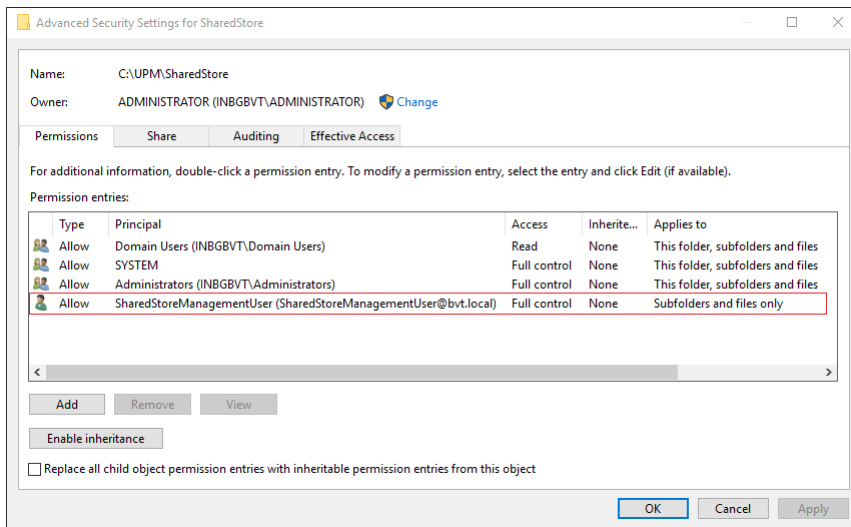 Advanced Security Settings for SharedStore
Name: C:\UPM\SharedStore
Owner: ADMINISTRATOR (INBGBVT\ADMINISTRATOR) Change
Permissions Share Auditing Effective Access
For additional information, double-click a permission entry. To modify a permission entry, select the entry and click Edit (if available).
Permission entries:
Type Principal Access Inherite... Applies to
Allow Domain Users (INBGBVT\Domain Users) Read None This folder, subfolders and files
Allow SYSTEM Full control None This folder, subfolders and files
Allow Administrators (INBGBVT\Administrators) Full control None This folder, subfolders and files
Allow SharedStoreManagementUser (SharedStoreManagementUser@bvt.local) Full control None Subfolders and files only
Add Remove View
Enable inheritance
Replace all child object permission entries with inheritable permission entries from this object
OK Cancel Apply